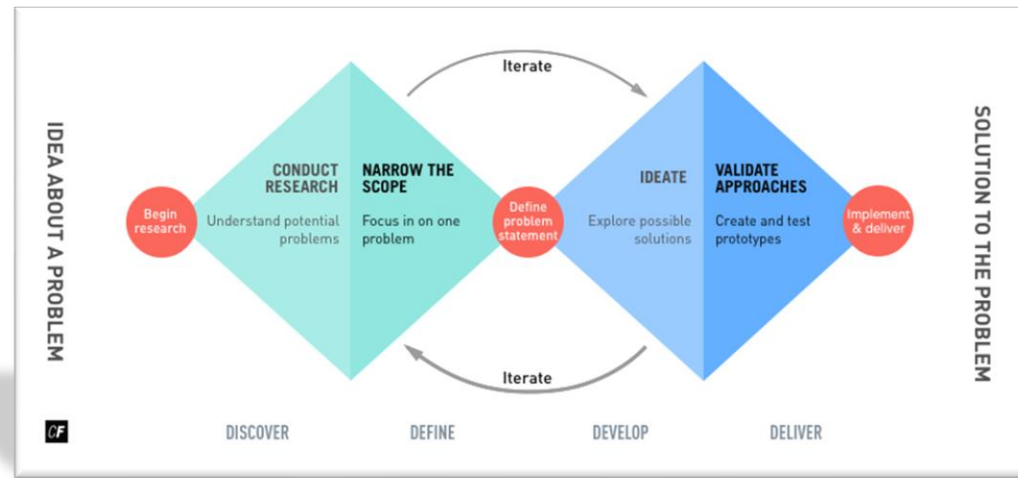 Iterate
IDEA ABOUT A PROBLEM
SOLUTION TO THE PROBLEM
CONDUCT
RESEARCH
Understand potential
problems
NARROW THE
SCOPE
Focus in on one
problem
IDEATE
Explore possible
solutions
VALIDATE
APPROACHES
Create and test
prototypes
Begin
research
Define
problem
statement
Implement
& deliver
Iterate
CF
DISCOVER
DEFINE
DEVELOP
DELIVER